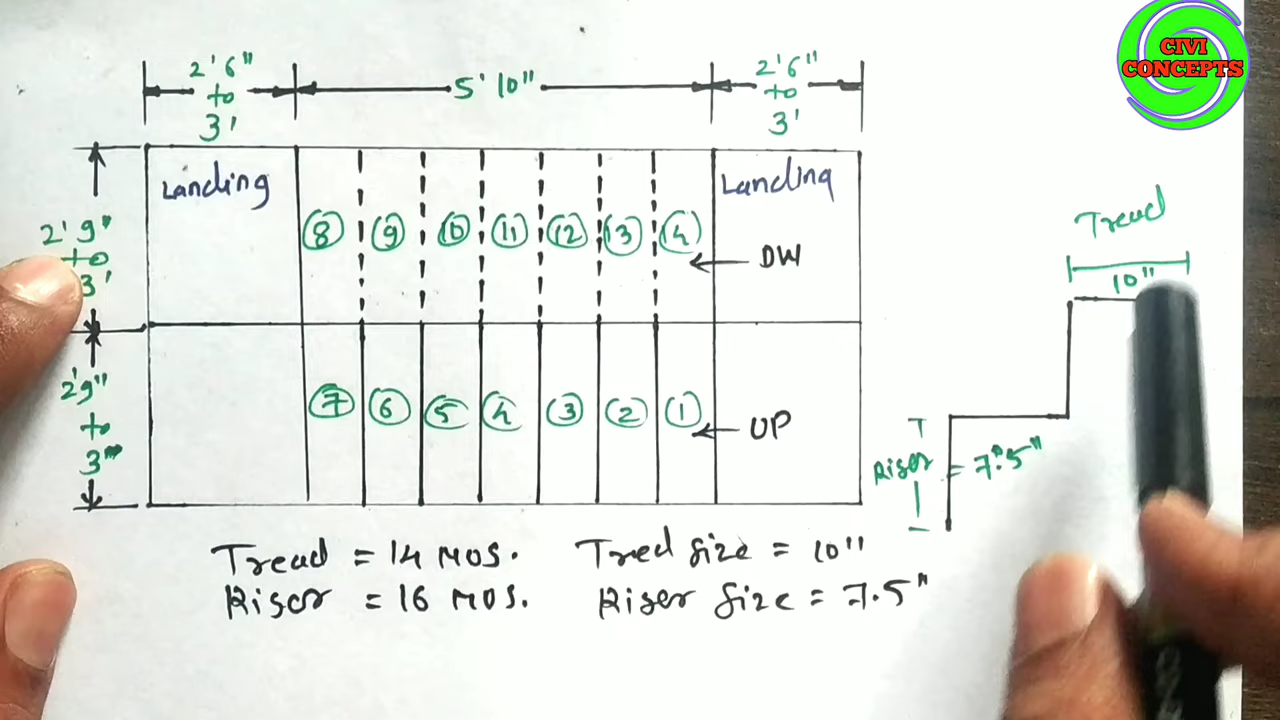 CIVI
CONCEPTS
2'6"
to
3'
5'10"
2'6"
to
3'
Landing
Landing
2'9"
to
3'
8 9 10 11 12 13 14
DW
2'9"
to
3"
7 6 5 4 3 2 1
UP
Tread
10"
Riser = 7.5"
Tread = 14 NOS.
Tred Size = 10"
Riser = 16 NOS.
Riser Size = 7.5"